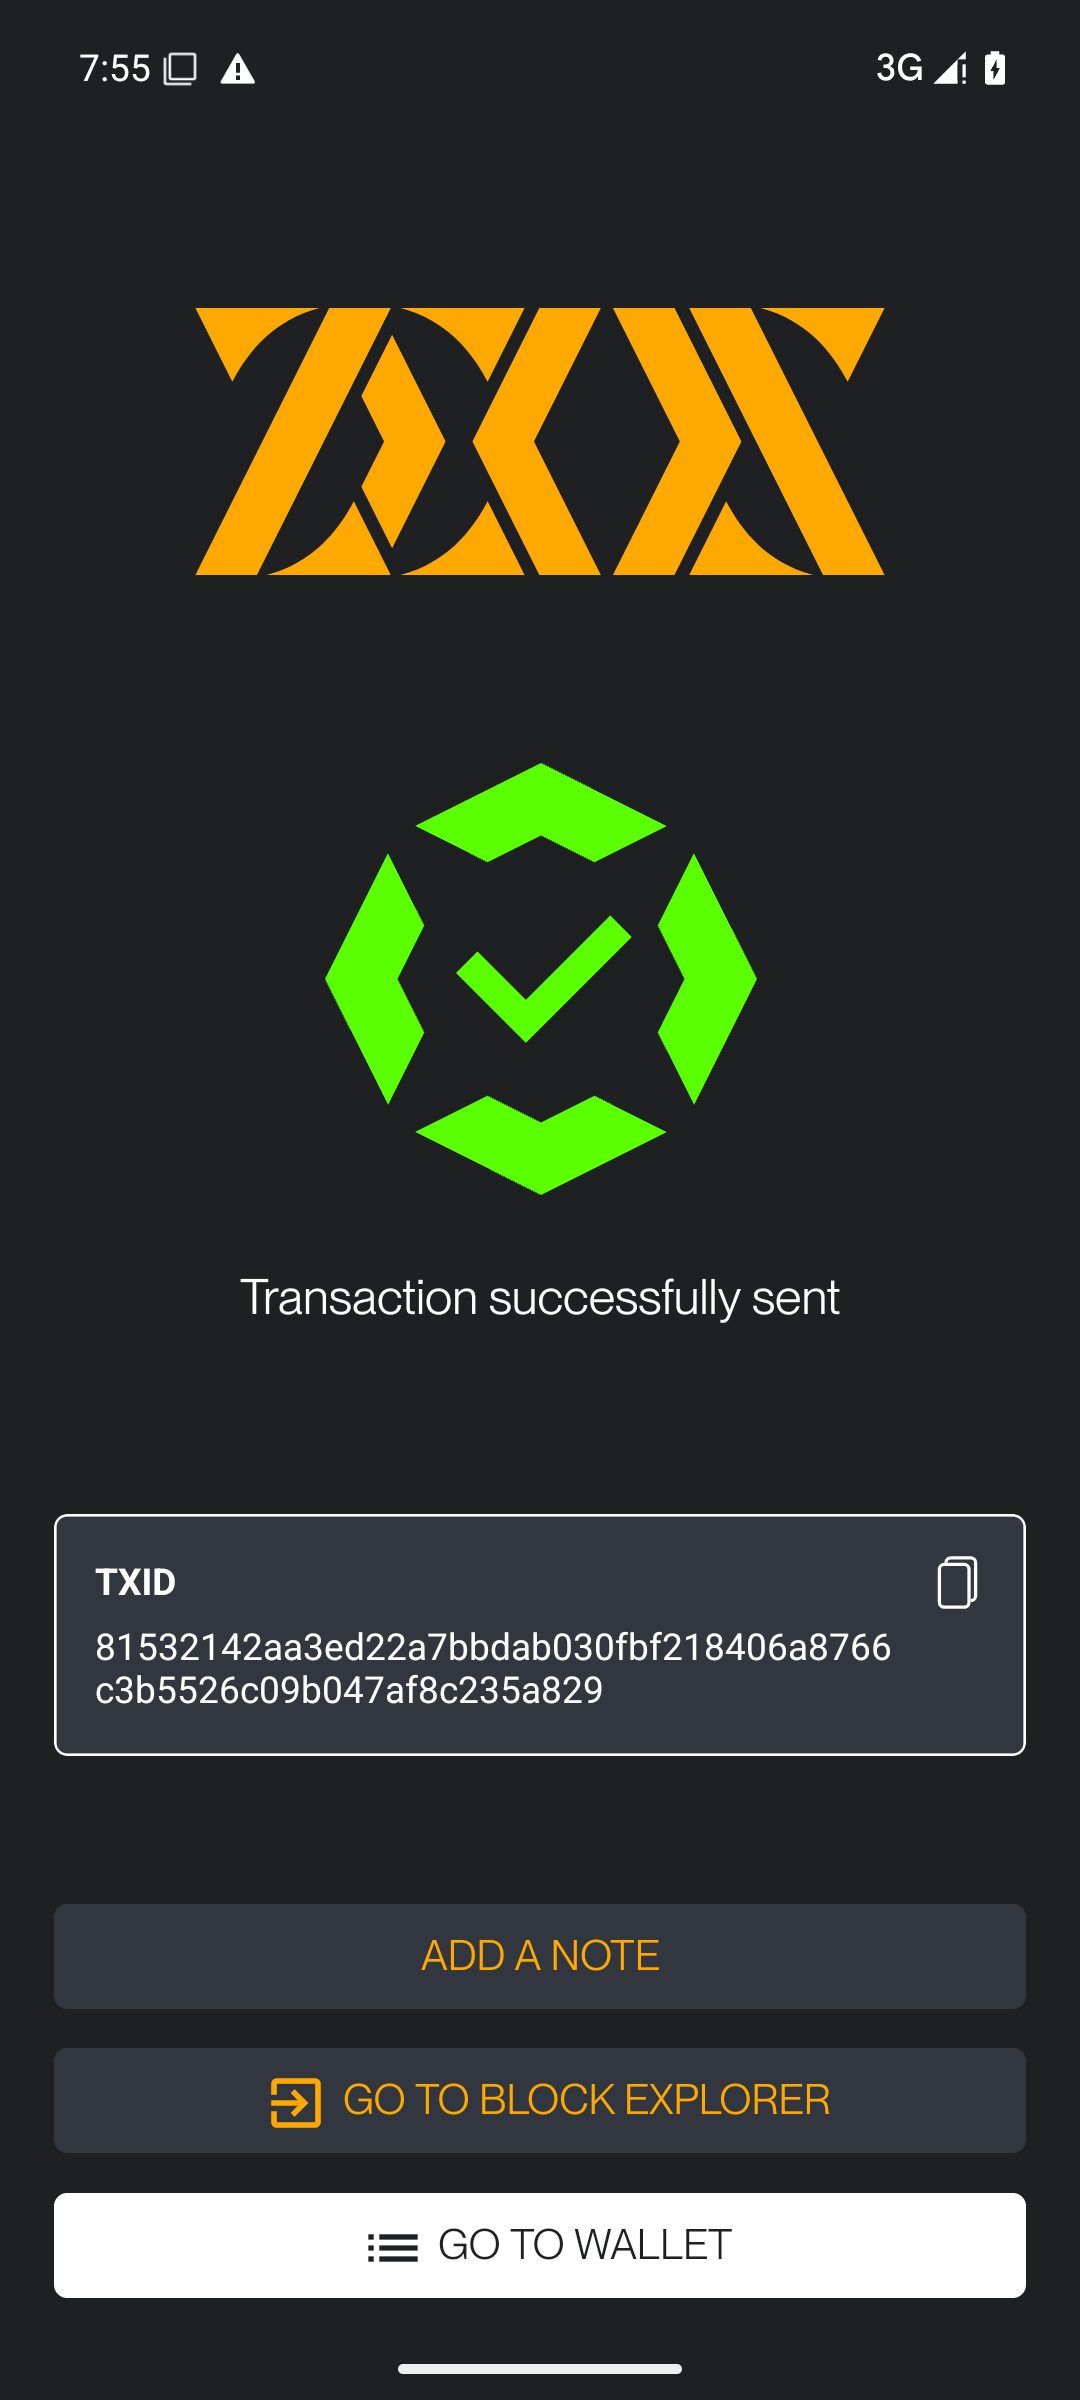 7:55
3G
Transaction successfully sent
TXID
81532142aa3ed22a7bbdab030fbf218406a8766
c3b5526c09b047af8c235a829
ADD A NOTE
GO TO BLOCK EXPLORER
GO TO WALLET